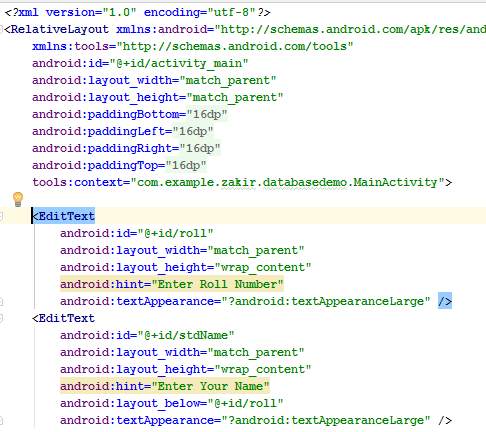 <?xml version="1.0" encoding="utf-8"?>
<RelativeLayout xmlns:android="http://schemas.android.com/apk/res/and
xmlns:tools="http://schemas.android.com/tools"
android:id="@+id/activity_main"
android:layout_width="match_parent"
android:layout_height="match_parent"
android:paddingBottom="16dp"
android:paddingLeft="16dp"
android:paddingRight="16dp"
android:paddingTop="16dp"
tools:context="com.example.zakir.databasedemo.MainActivity">
<EditText
android:id="@+id/roll"
android:layout_width="match_parent"
android:layout_height="wrap_content"
android:hint="Enter Roll Number"
android:textAppearance="?android:textAppearanceLarge" />
<EditText
android:id="@+id/stdName"
android:layout_width="match_parent"
android:layout_height="wrap_content"
android:hint="Enter Your Name"
android:layout_below="@+id/roll"
android:textAppearance="?android:textAppearanceLarge" />